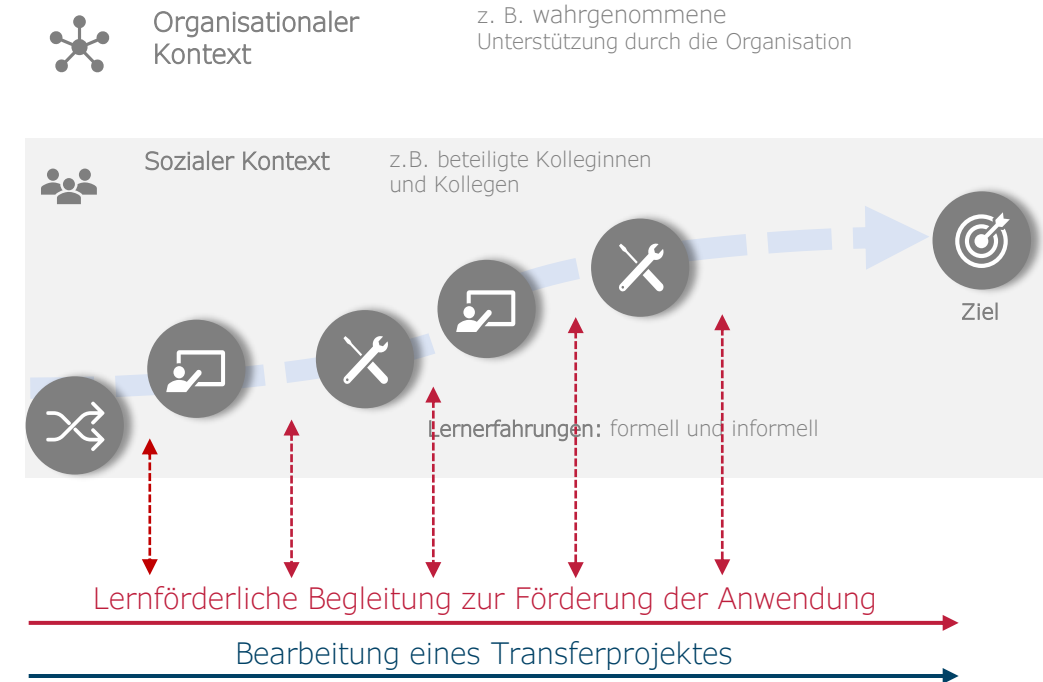 Organisationaler
Kontext
z. B. wahrgenommene
Unterstützung durch die Organisation
Sozialer Kontext
z.B. beteiligte Kolleginnen
und Kollegen
Ziel
Lernerfahrungen: formell und informell
Lernförderliche Begleitung zur Förderung der Anwendung
Bearbeitung eines Transferprojektes